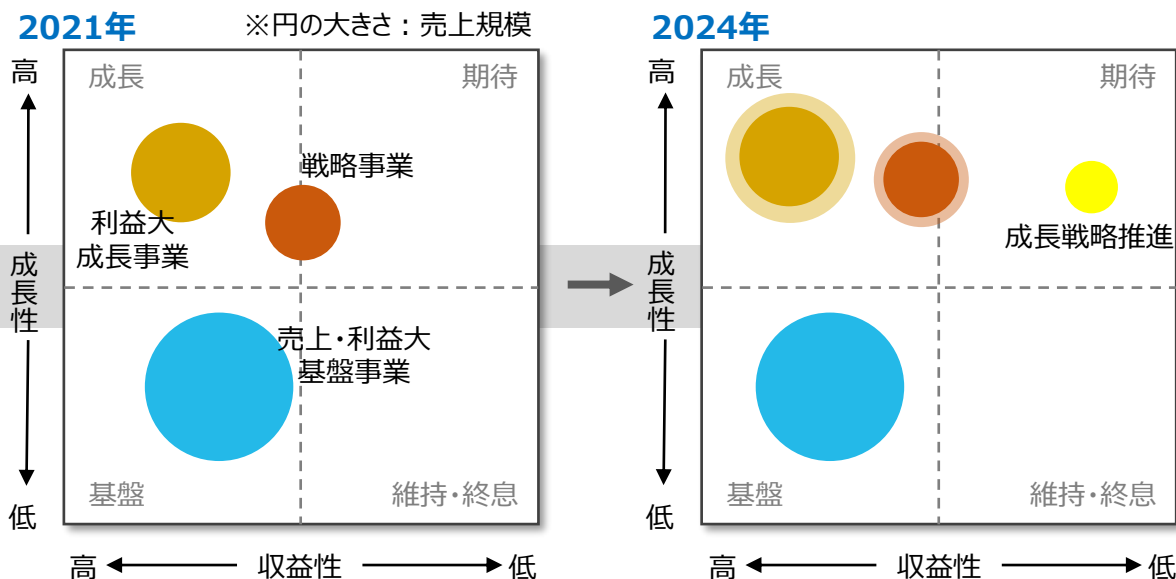 2021年
※円の大きさ：売上規模
高
成長
期待
戦略事業
利益大
成長事業
成長性
売上・利益大
基盤事業
基盤
維持・終息
低
高
収益性
低
2024年
高
成長
期待
成長戦略推進
成長性
基盤
維持・終息
低
高
収益性
低